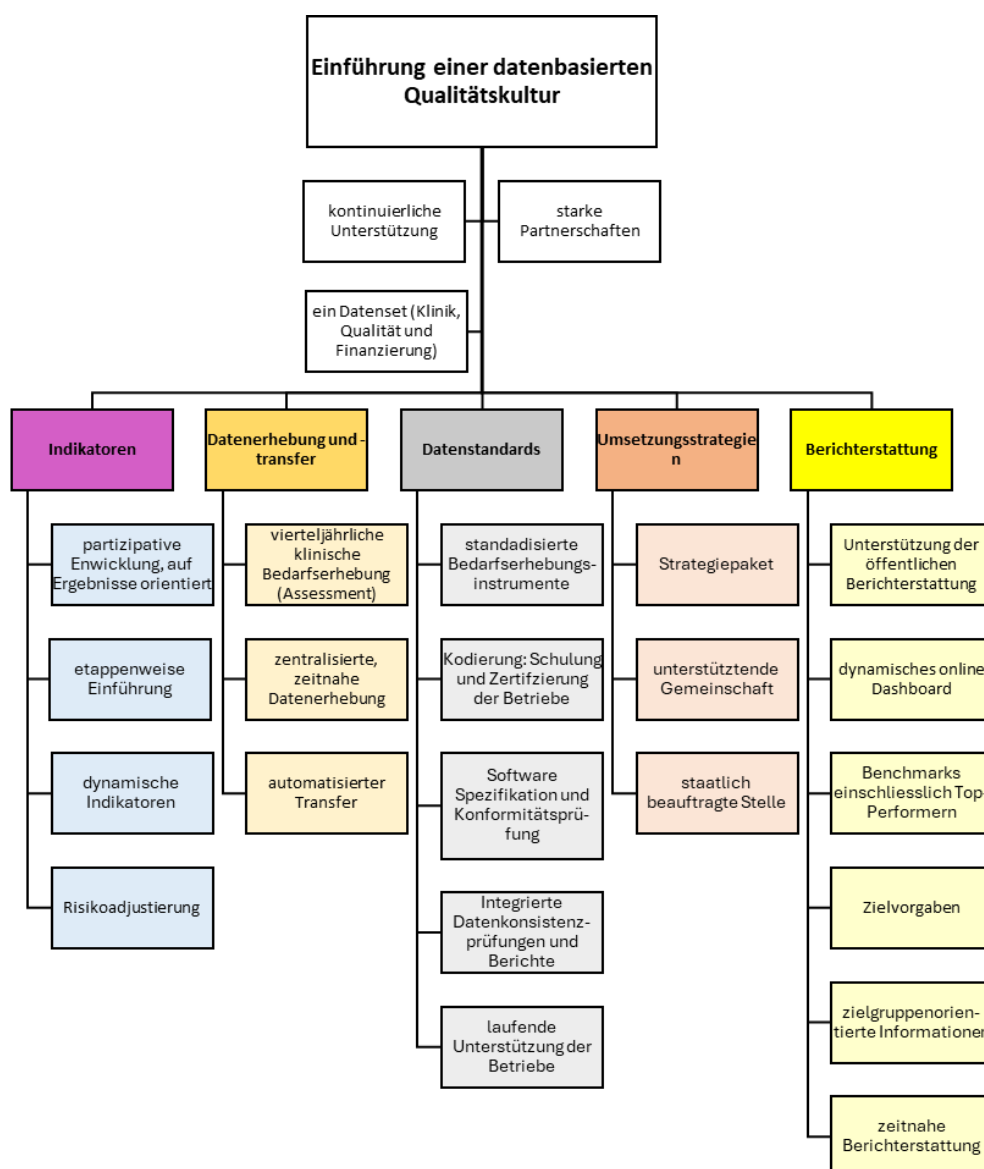 Einführung einer datenbasierten
Qualitätskultur
kontinuierliche
Unterstützung
starke
Partnerschaften
ein Datenset (Klinik,
Qualität und
Finanzierung)
Indikatoren
partizipative
Enwicklung, auf
Ergebnisse orientiert
etappenweise
Einführung
dynamische
Indikatoren
Risikoadjustierung
Datenerhebung und -
transfer
vierteljährliche
klinische
Bedarfserhebung
(Assessment)
zentralisierte,
zeitnahe
Datenerhebung
automatisierter
Transfer
Datenstandards
standadisierte
Bedarfserhebungs-
instrumente
Kodierung: Schulung
und Zertifzierung
der Betriebe
Software
Spezifikation und
Konformitätsprü-
fung
Integrierte
Datenkonsistenz-
prüfungen und
Berichte
laufende
Unterstützung der
Betriebe
Umsetzungsstrategie
n
Strategiepaket
unterstütztende
Gemeinschaft
staatlich
beauftragte Stelle
Berichterstattung
Unterstützung der
öffentlichen
Berichterstattung
dynamisches online
Dashboard
Benchmarks
einschliesslich Top-
Performern
Zielvorgaben
zielgruppenorien-
tierte Informationen
zeitnahe
Berichterstattung